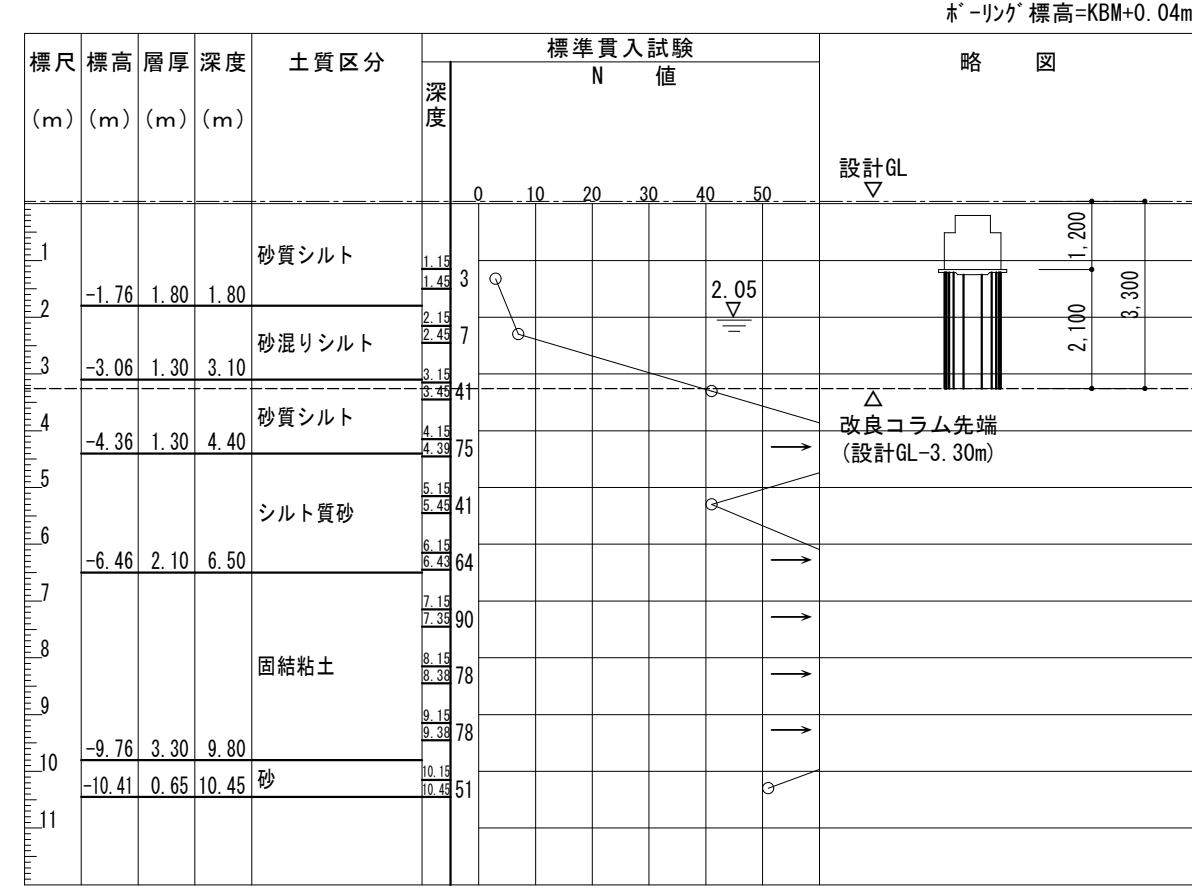 ﾎﾞｰﾘﾝｸﾞ標高=KBM+0.04m
標尺 標高 層厚 深度 土質区分 標準貫入試験 略 図
深度 N 値
(m) (m) (m) (m)
設計GL
0 10 20 30 40 50
1 砂質シルト 1.15 1.45 3
-1.76 1.80 1.80
2 砂混りシルト 2.15 2.45 7
2.05
-3.06 1.30 3.10
3 3.15 3.45 41
1,200
2,100
3,300
改良コラム先端
(設計GL-3.30m)
4 砂質シルト 4.15 4.39 75
-4.36 1.30 4.40
5 シルト質砂 5.15 5.45 41
6 6.15 6.43 64
-6.46 2.10 6.50
7 7.15 7.35 90
8 固結粘土 8.15 8.38 78
9 9.15 9.38 78
-9.76 3.30 9.80
10 砂 10.15 10.45 51
-10.41 0.65 10.45
11